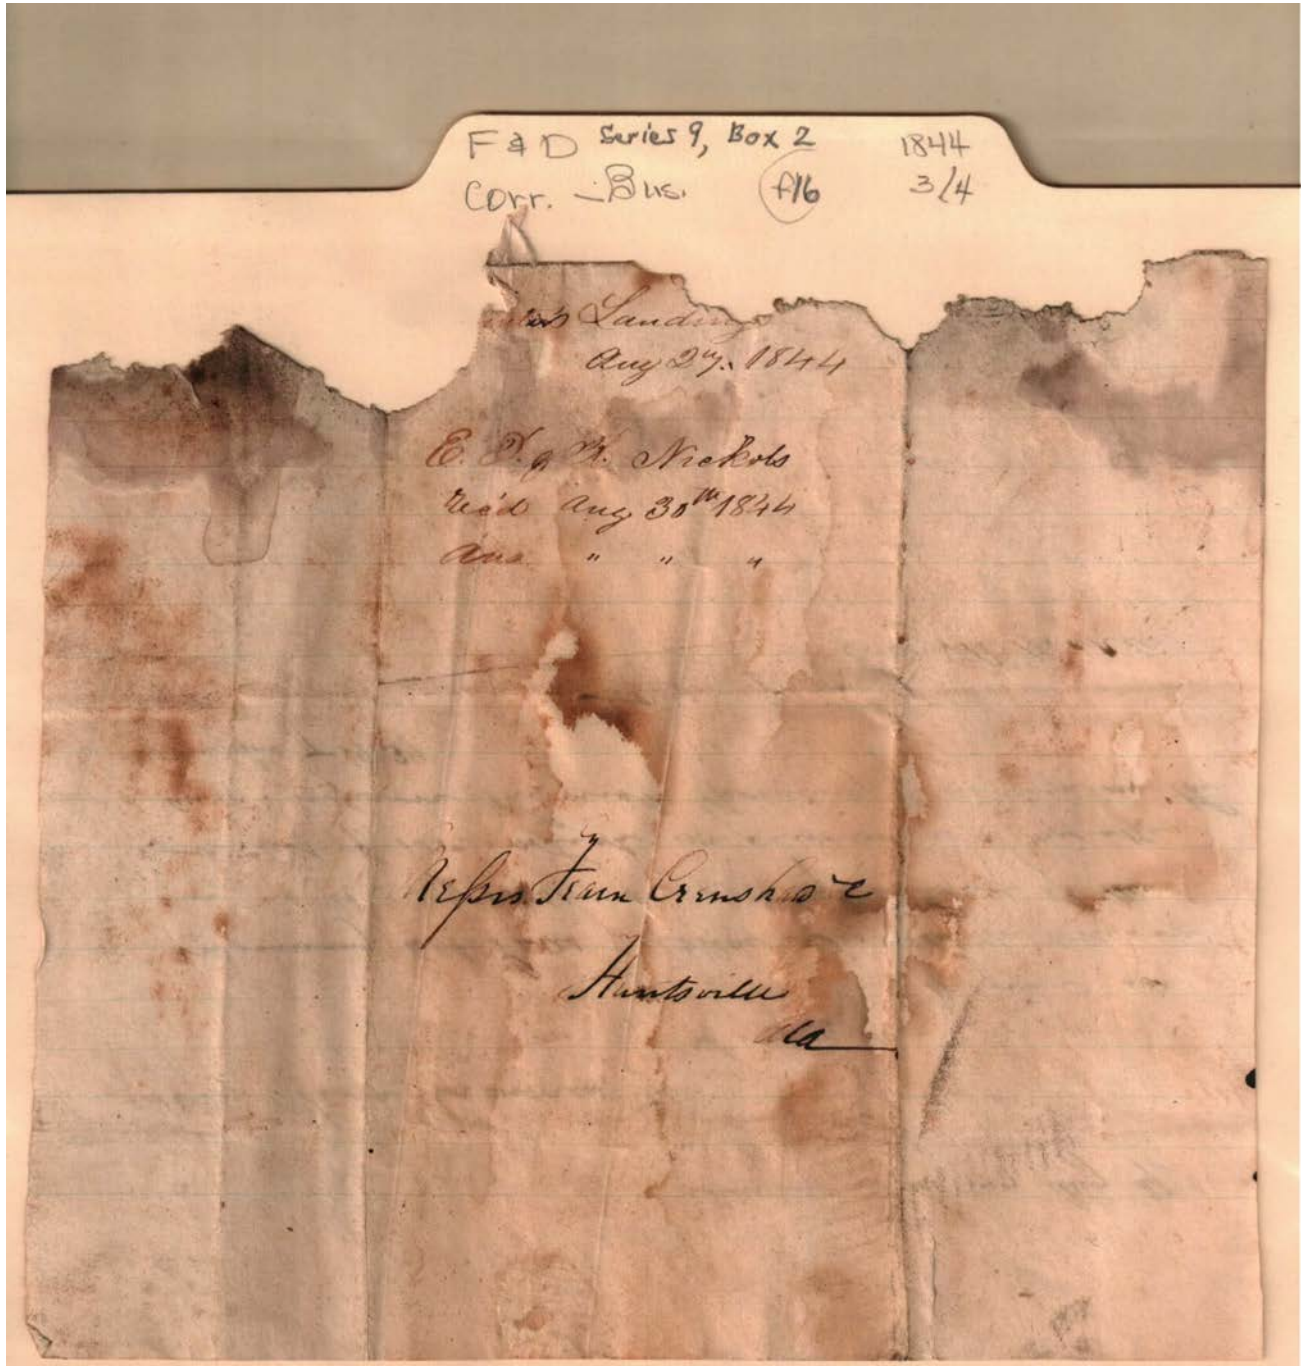 F & D Series 9, Box 2 1844
Corr. - Bus. f16 3/4
Landing
Aug 27. 1844
E. D. & H. Nickols
Rec'd Aug 30th 1844
Ans. " " "
Messrs Fearn Crenshaw &c
Huntsville
Ala